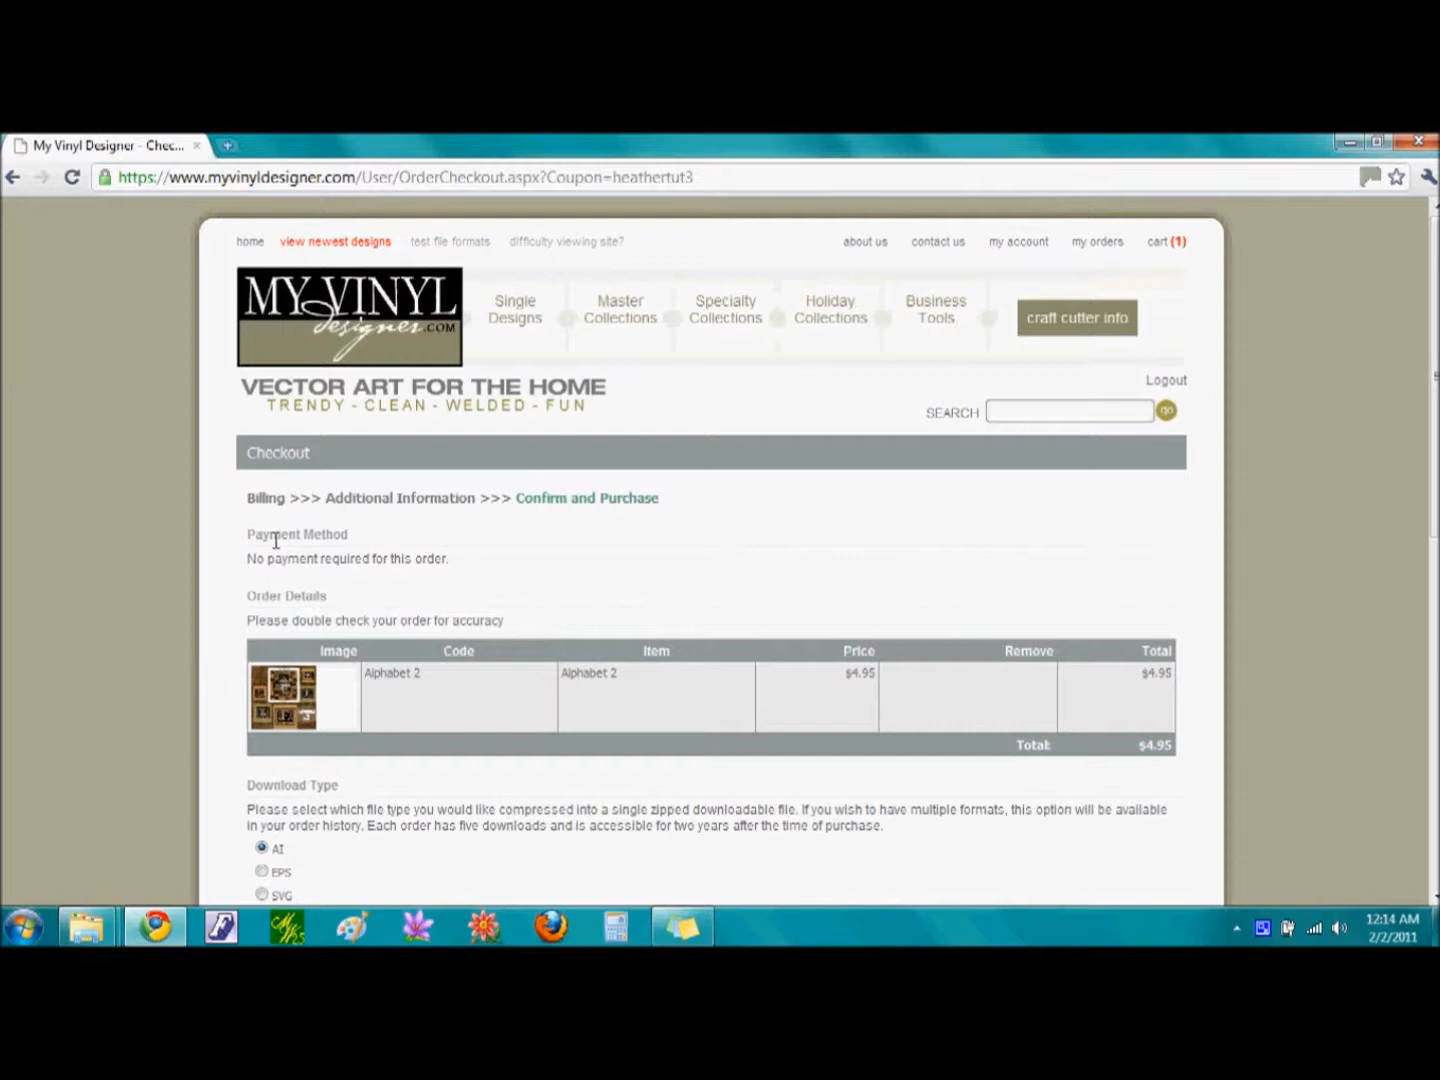 My Vinyl Designer - Chec...
https://www.myvinyldesigner.com/User/OrderCheckout.aspx?Coupon=heathertut3
home view newest designs test file formats difficulty viewing site? about us contact us my account my orders cart (1)
MY VINYL
designer.COM
Single Designs
Master Collections
Specialty Collections
Holiday Collections
Business Tools
craft cutter info
VECTOR ART FOR THE HOME
TRENDY - CLEAN - WELDED - FUN
Logout
SEARCH go
Checkout
Billing >>> Additional Information >>> Confirm and Purchase
Payment Method
No payment required for this order.
Order Details
Please double check your order for accuracy
Image Code Item Price Remove Total
Alphabet 2 Alphabet 2 $4.95 $4.95
Total: $4.95
Download Type
Please select which file type you would like compressed into a single zipped downloadable file. If you wish to have multiple formats, this option will be available
in your order history. Each order has five downloads and is accessible for two years after the time of purchase.
AI
EPS
SVG
12:14 AM
2/2/2011